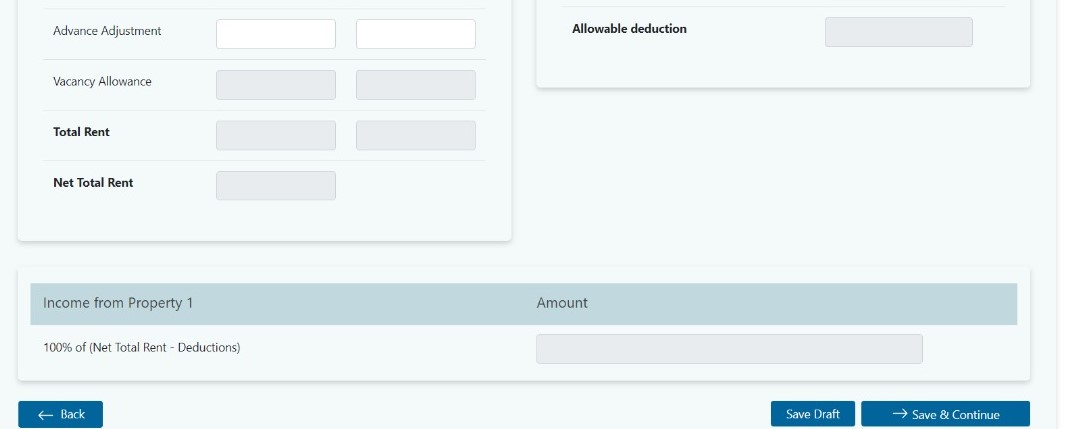 Advance Adjustment
Allowable deduction
Vacancy Allowance
Total Rent
Net Total Rent
Income from Property 1 Amount
100% of (Net Total Rent - Deductions)
← Back Save Draft → Save & Continue